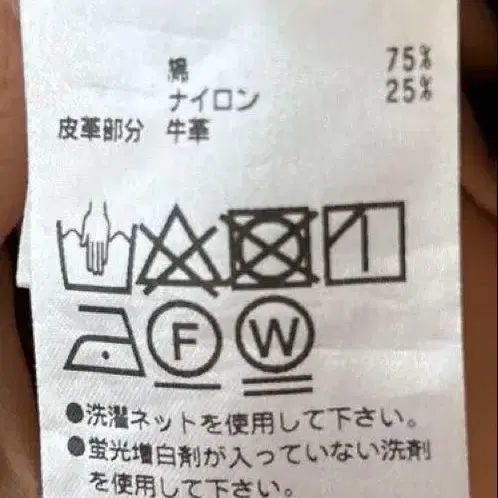 綿 75%
ナイロン 25%
皮革部分 牛革
F W
●洗濯ネットを使用して下さい。
●蛍光増白剤が入っていない洗剤
を使用して下さい。